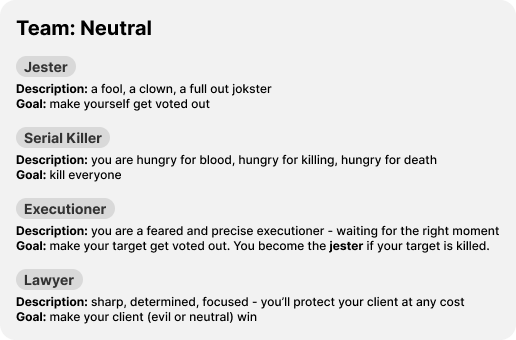 Team: Neutral
Jester
Description: a fool, a clown, a full out jokster
Goal: make yourself get voted out
Serial Killer
Description: you are hungry for blood, hungry for killing, hungry for death
Goal: kill everyone
Executioner
Description: you are a feared and precise executioner - waiting for the right moment
Goal: make your target get voted out. You become the jester if your target is killed.
Lawyer
Description: sharp, determined, focused - you'll protect your client at any cost
Goal: make your client (evil or neutral) win